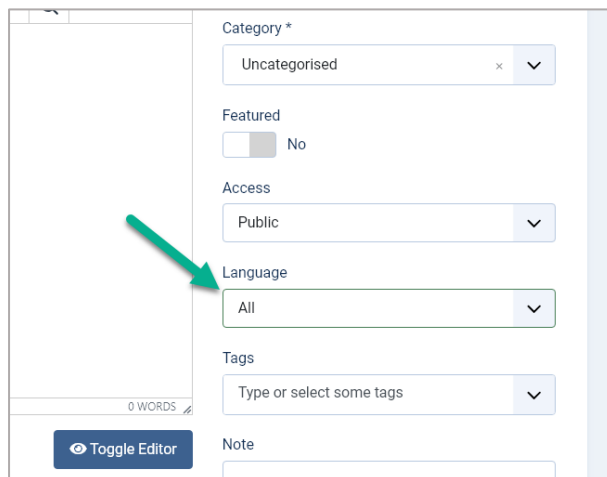 Category *
Uncategorised
×
Featured
No
Access
Public
Language
All
Tags
Type or select some tags
0 WORDS
Toggle Editor
Note